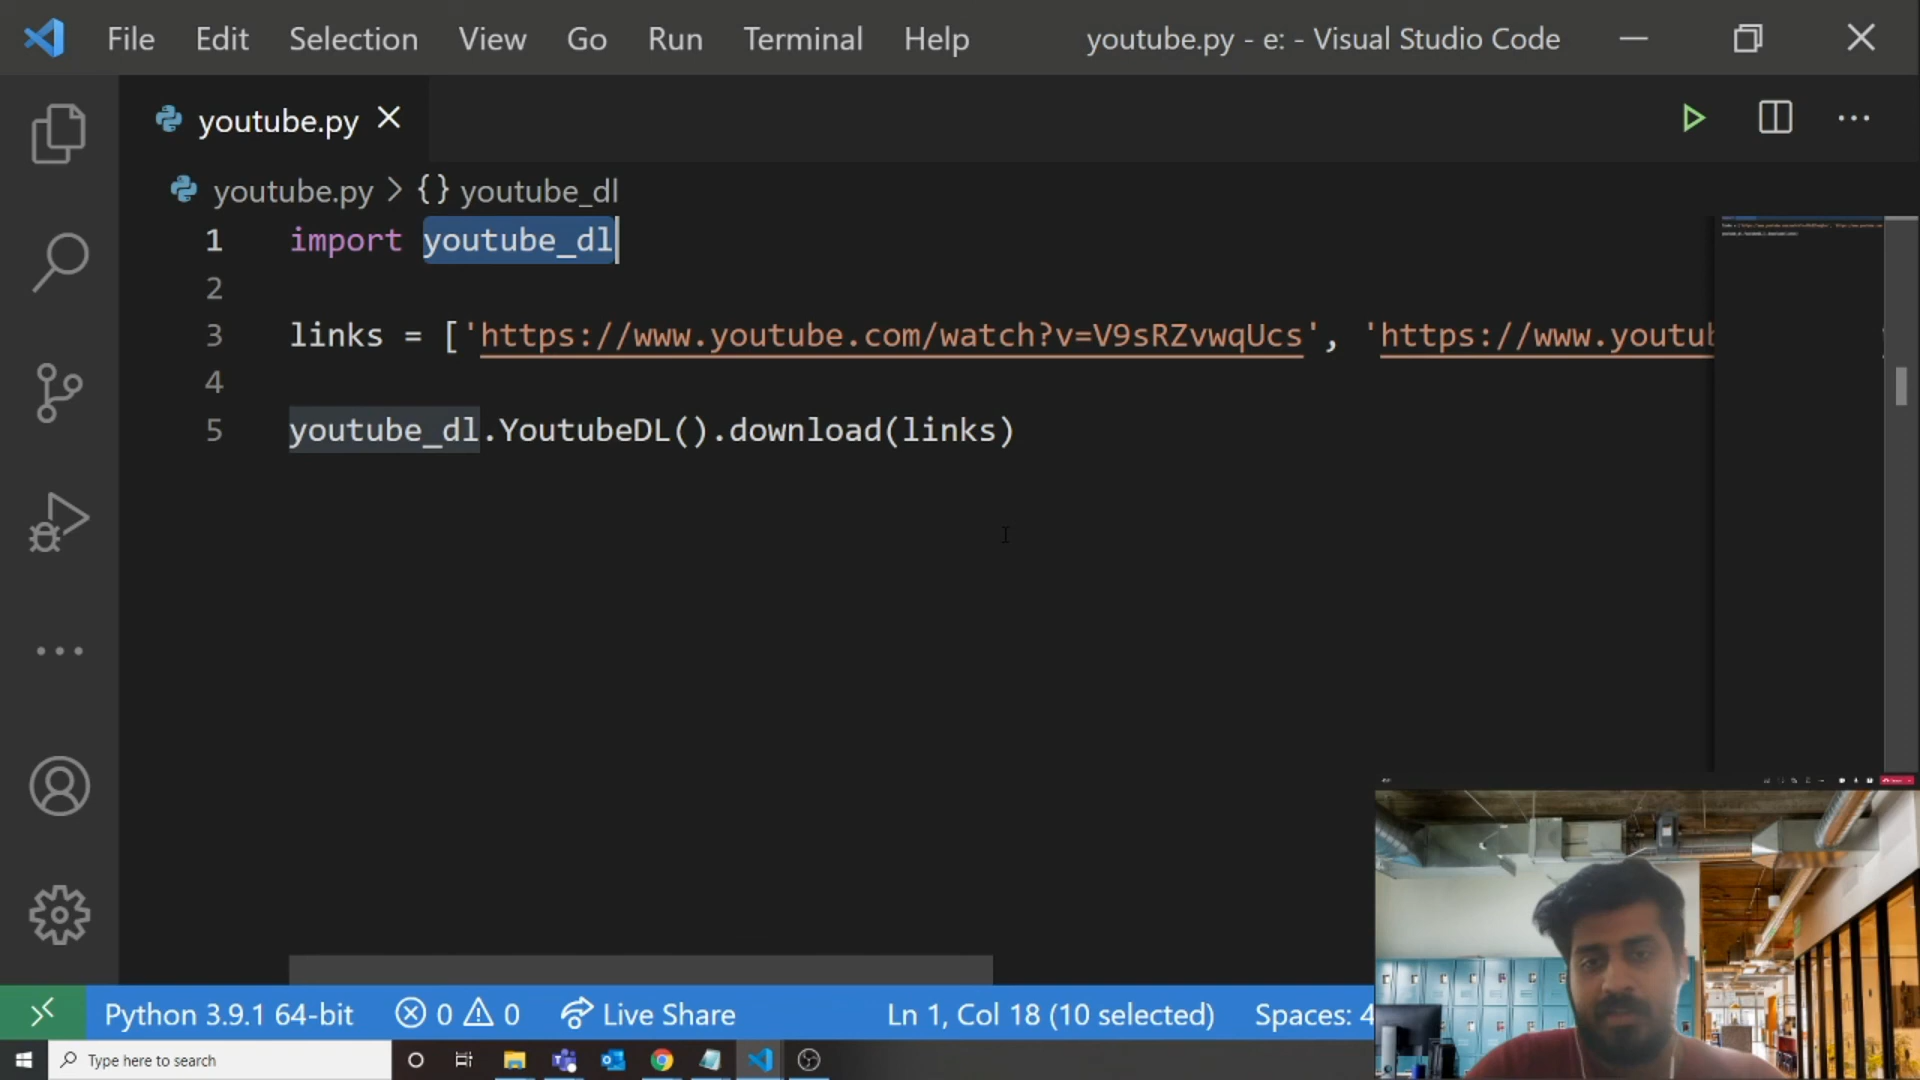 File Edit Selection View Go Run Terminal Help youtube.py - e: - Visual Studio Code
youtube.py
youtube.py > {} youtube_dl
1 import youtube_dl
2
3 links = ['https://www.youtube.com/watch?v=V9sRZvwqUcs', 'https://www.youtub
4
5 youtube_dl.YoutubeDL().download(links)
Python 3.9.1 64-bit 0 0 Live Share Ln 1, Col 18 (10 selected) Spaces: 4
Type here to search